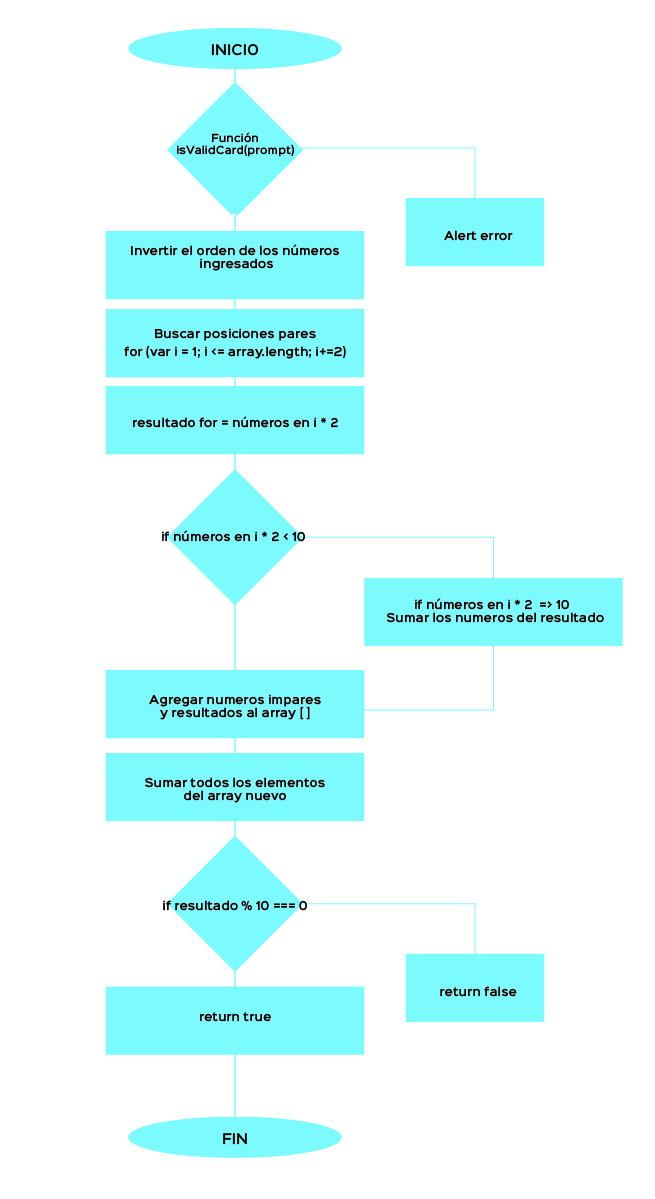 INICIO
Función
isValidCard(prompt)
Alert error
Invertir el orden de los números
ingresados
Buscar posiciones pares
for (var i = 1; i <= array.length; i+=2)
resultado for = números en i * 2
if números en i * 2 < 10
if números en i * 2  => 10
Sumar los numeros del resultado
Agregar numeros impares
y resultados al array [ ]
Sumar todos los elementos
del array nuevo
if resultado % 10 === 0
return false
return true
FIN